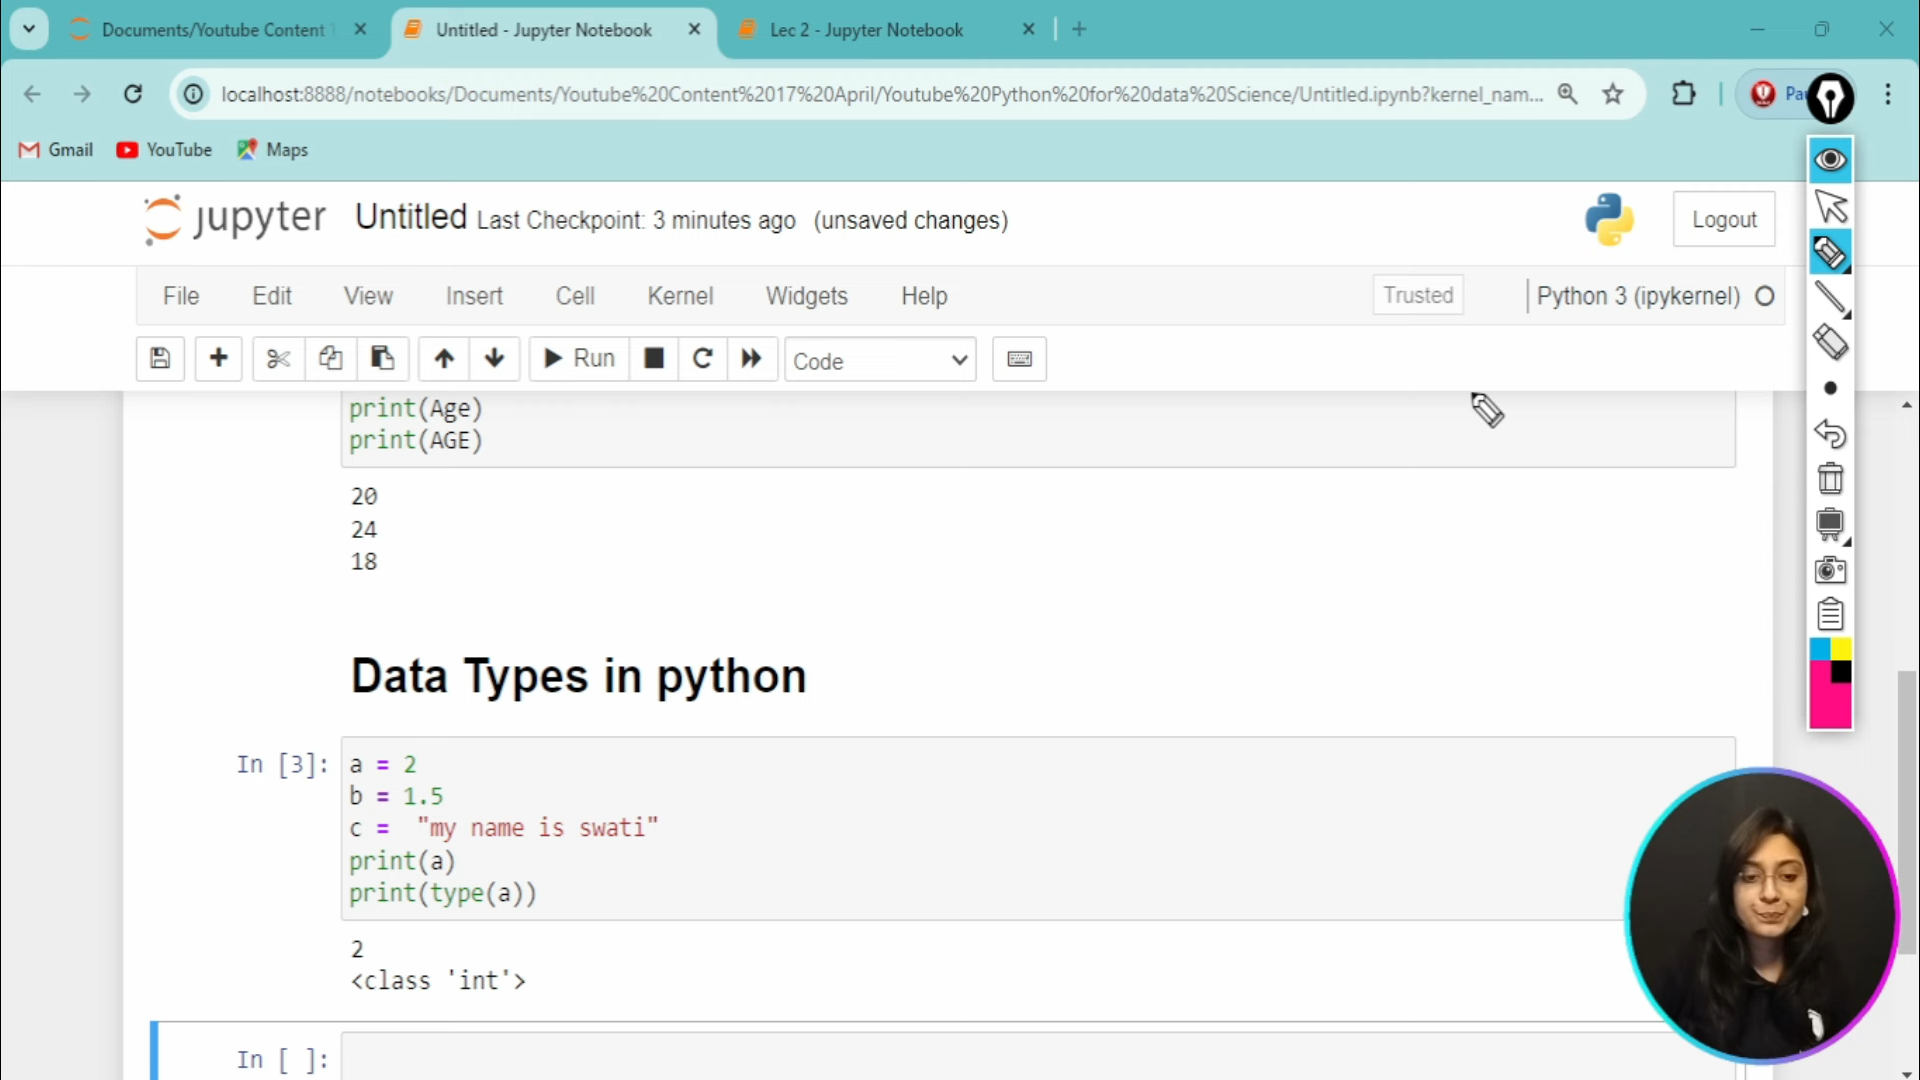 Documents/Youtube Content 1
Untitled - Jupyter Notebook
Lec 2 - Jupyter Notebook
localhost:8888/notebooks/Documents/Youtube%20Content%2017%20April/Youtube%20Python%20for%20data%20Science/Untitled.ipynb?kernel_nam...
Gmail
YouTube
Maps
jupyter
Untitled Last Checkpoint: 3 minutes ago (unsaved changes)
Logout
File Edit View Insert Cell Kernel Widgets Help
Trusted
Python 3 (ipykernel)
Run
Code
print(Age)
print(AGE)
20
24
18
Data Types in python
In [3]:
a = 2
b = 1.5
c =  "my name is swati"
print(a)
print(type(a))
2
<class 'int'>
In [ ]: